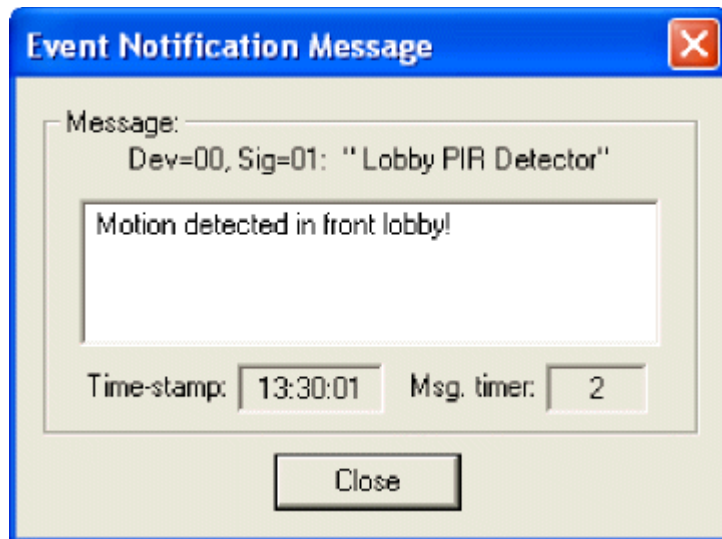 Event Notification Message
Message:
Dev=00, Sig=01: " Lobby PIR Detector"
Motion detected in front lobby!
Time-stamp: 13:30:01 Msg. timer: 2
Close